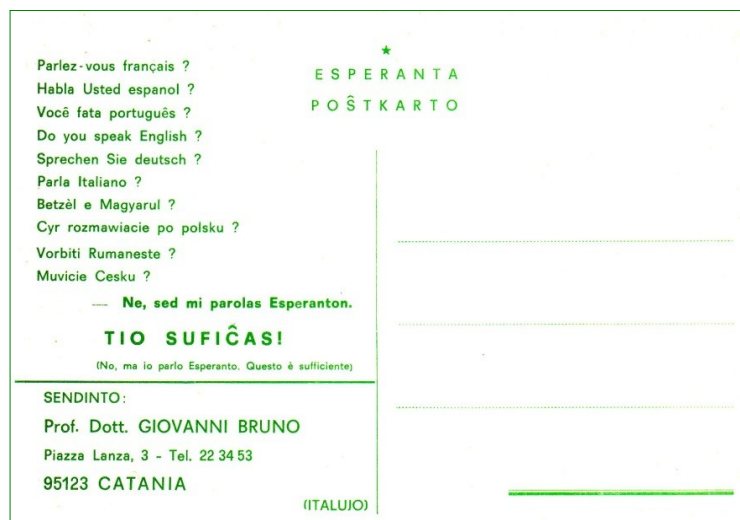 Parlez-vous français ?
Habla Usted espanol ?
Você fata português ?
Do you speak English ?
Sprechen Sie deutsch ?
Parla Italiano ?
Betzèl e Magyarul ?
Cyr rozmawiacie po polsku ?
Vorbiti Rumaneste ?
Muvicie Cesku ?
— Ne, sed mi parolas Esperanton.
TIO SUFIĈAS!
(No, ma io parlo Esperanto. Questo è sufficiente)
SENDINTO:
Prof. Dott. GIOVANNI BRUNO
Piazza Lanza, 3 - Tel. 22 34 53
95123 CATANIA
(ITALUJO)
★
ESPERANTA
POŜTKARTO